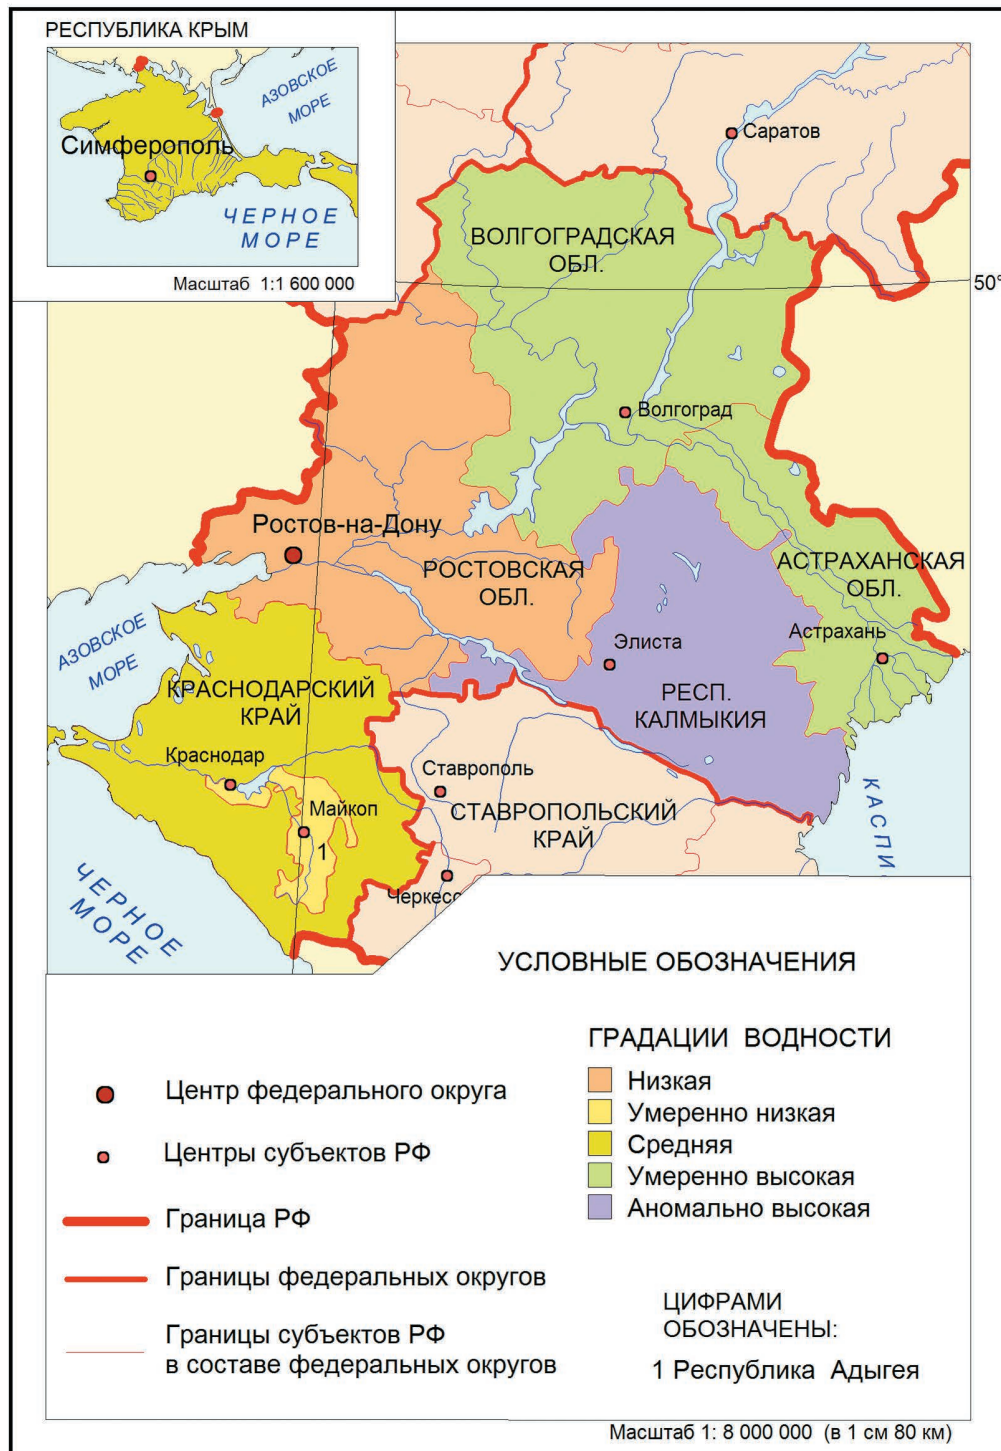 РЕСПУБЛИКА КРЫМ
АЗОВСКОЕ
МОРЕ
Симферополь
ЧЕРНОЕ
МОРЕ
Масштаб 1:1 600 000
Саратов
ВОЛГОГРАДСКАЯ
ОБЛ.
50°
Волгоград
Ростов-на-Дону
РОСТОВСКАЯ
ОБЛ.
АСТРАХАНСКАЯ
ОБЛ.
Астрахань
Элиста
РЕСП.
КАЛМЫКИЯ
АЗОВСКОЕ
МОРЕ
КРАСНОДАРСКИЙ
КРАЙ
Краснодар
Майкоп
1
Ставрополь
СТАВРОПОЛЬСКИЙ
КРАЙ
Черкесс
КАСПИ
ЧЕРНОЕ
МОРЕ
УСЛОВНЫЕ ОБОЗНАЧЕНИЯ
Центр федерального округа
Центры субъектов РФ
Граница РФ
Границы федеральных округов
Границы субъектов РФ
в составе федеральных округов
ГРАДАЦИИ ВОДНОСТИ
Низкая
Умеренно низкая
Средняя
Умеренно высокая
Аномально высокая
ЦИФРАМИ
ОБОЗНАЧЕНЫ:
1 Республика Адыгея
Масштаб 1: 8 000 000 (в 1 см 80 км)